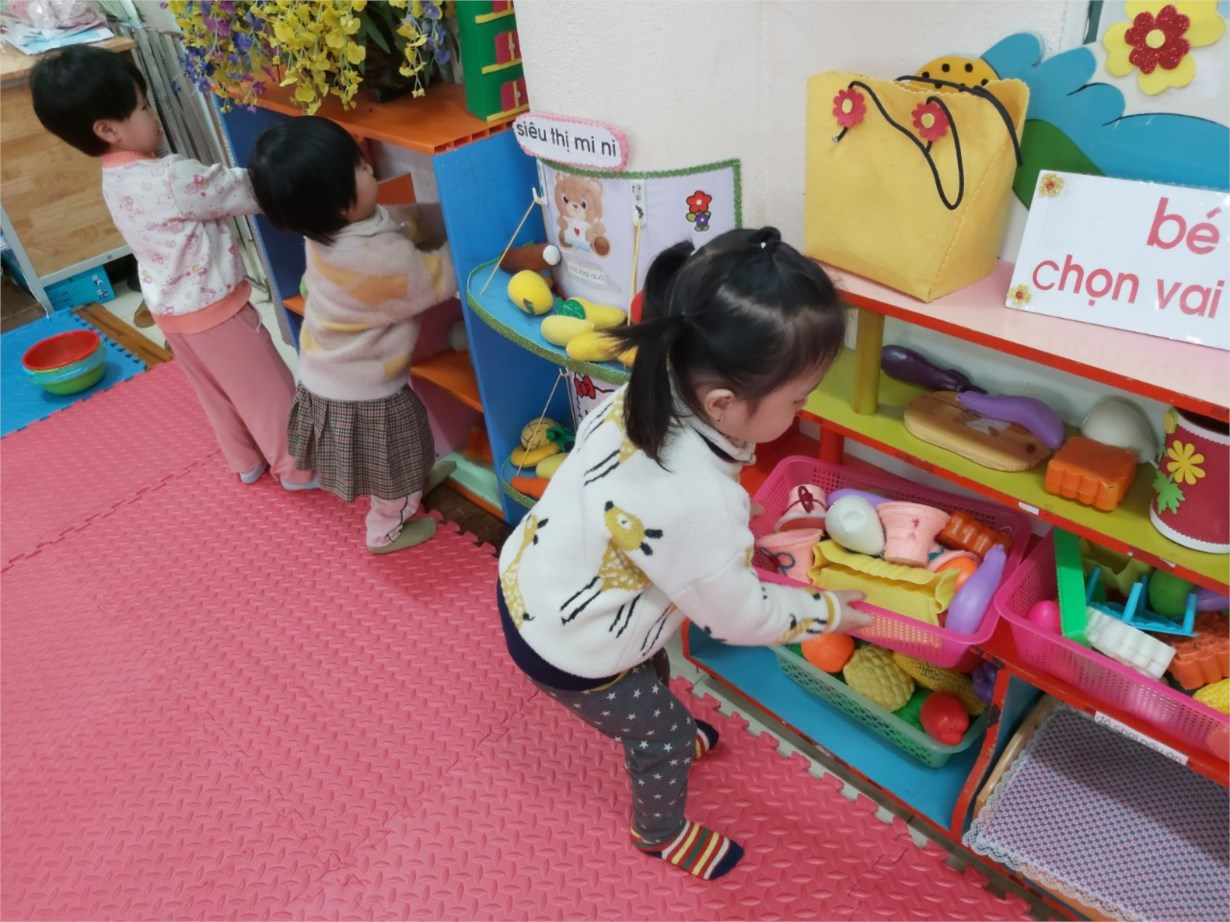 siêu thị mi ni
bé
chọn vai